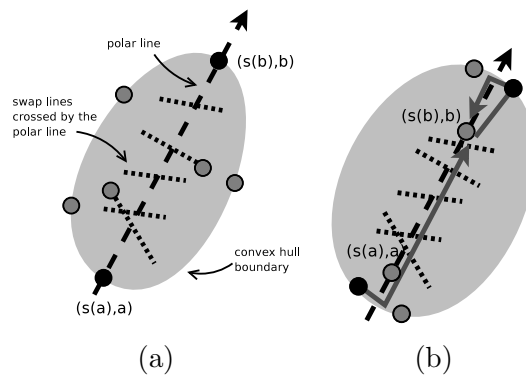 polar line
(s(b),b)
swap lines
crossed by the
polar line
convex hull
boundary
(s(a),a)
(a)
(s(b),b)
(s(a),a)
(b)